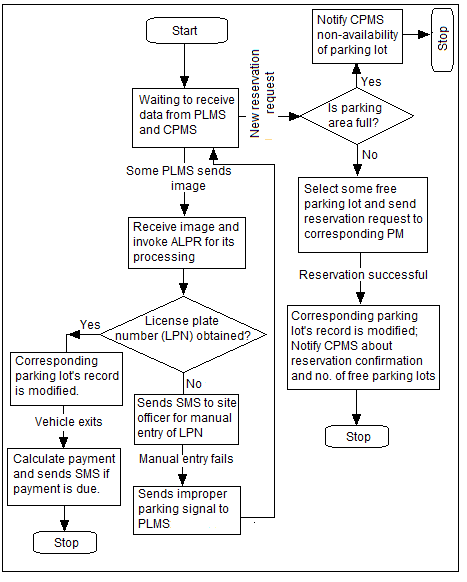 Start
Waiting to receive
data from PLMS
and CPMS
New reservation
request
Is parking
area full?
Yes
Notify CPMS
non-availability
of parking lot
Stop
No
Select some free
parking lot and send
reservation request to
corresponding PM
Reservation successful
Corresponding parking
lot's record is modified;
Notify CPMS about
reservation confirmation
and no. of free parking lots
Stop
Some PLMS sends
image
Receive image and
invoke ALPR for its
processing
License plate
number (LPN) obtained?
Yes
Corresponding
parking lot's record
is modified.
Vehicle exits
Calculate payment
and sends SMS if
payment is due.
Stop
No
Sends SMS to site
officer for manual
entry of LPN
Manual entry fails
Sends improper
parking signal to
PLMS